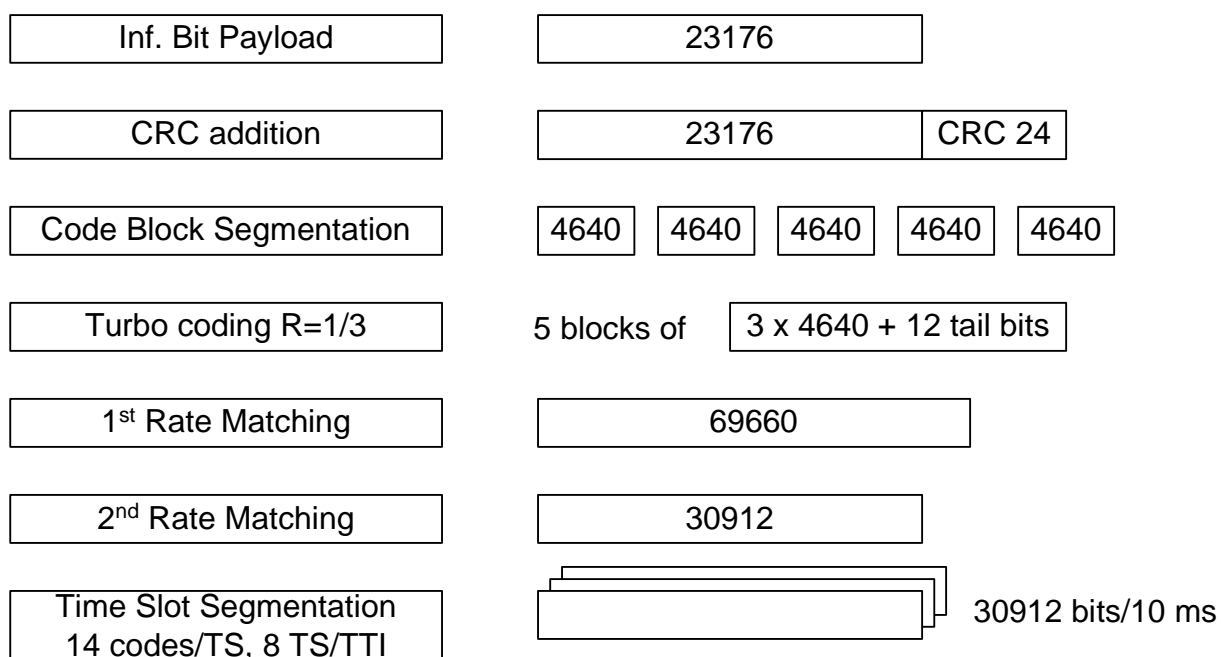 Inf. Bit Payload 23176
CRC addition 23176 CRC 24
Code Block Segmentation 4640 4640 4640 4640 4640
Turbo coding R=1/3 5 blocks of 3 x 4640 + 12 tail bits
1st Rate Matching 69660
2nd Rate Matching 30912
Time Slot Segmentation
14 codes/TS, 8 TS/TTI
30912 bits/10 ms